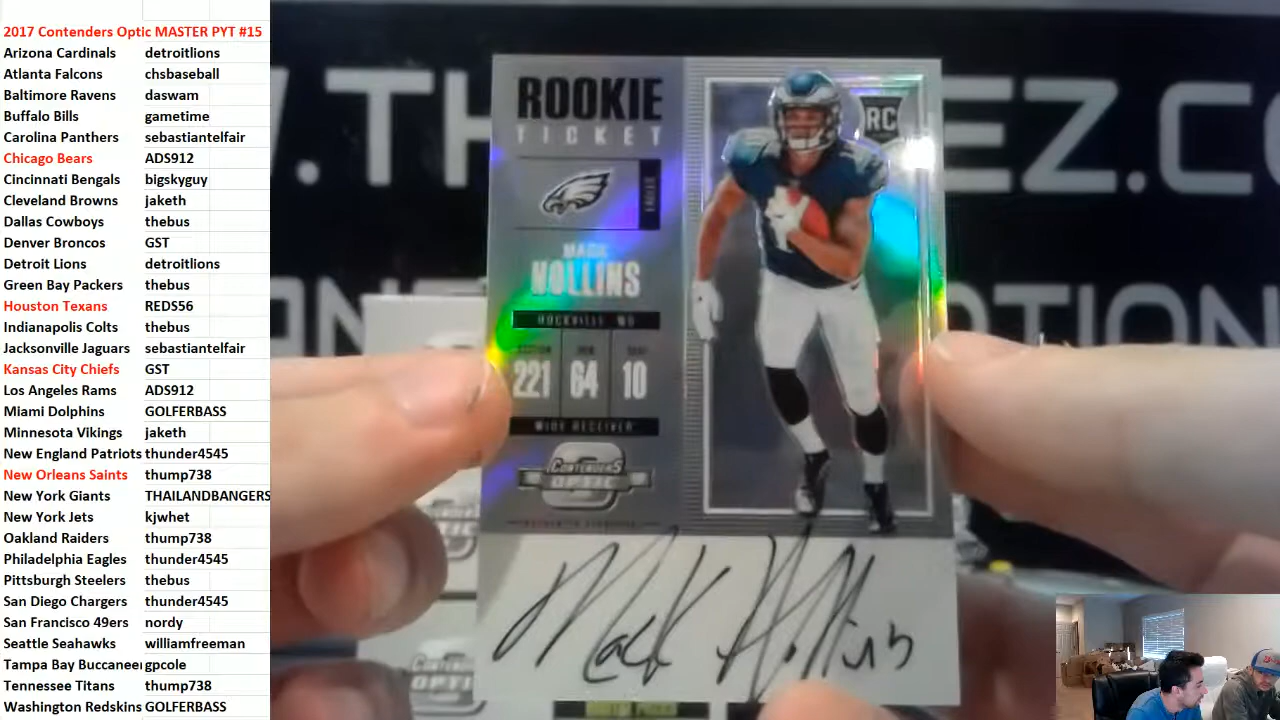 2017 Contenders Optic MASTER PYT #15
Arizona Cardinals detroitlions
Atlanta Falcons chsbaseball
Baltimore Ravens daswam
Buffalo Bills gametime
Carolina Panthers sebastiantelfair
Chicago Bears ADS912
Cincinnati Bengals bigskyguy
Cleveland Browns jaketh
Dallas Cowboys thebus
Denver Broncos GST
Detroit Lions detroitlions
Green Bay Packers thebus
Houston Texans REDS56
Indianapolis Colts thebus
Jacksonville Jaguars sebastiantelfair
Kansas City Chiefs GST
Los Angeles Rams ADS912
Miami Dolphins GOLFERBASS
Minnesota Vikings jaketh
New England Patriots thunder4545
New Orleans Saints thump738
New York Giants THAILANDBANGERS
New York Jets kjwhet
Oakland Raiders thump738
Philadelphia Eagles thunder4545
Pittsburgh Steelers thebus
San Diego Chargers thunder4545
San Francisco 49ers nordy
Seattle Seahawks williamfreeman
Tampa Bay Buccanee gpcole
Tennessee Titans thump738
Washington Redskins GOLFERBASS
ROOKIE
TICKET
RC
EAGLES
MACK
HOLLINS
ROCKVILLE MD
221 64 10
WIDE RECEIVER
CONTENDERS
OPTIC
Mack Hollins